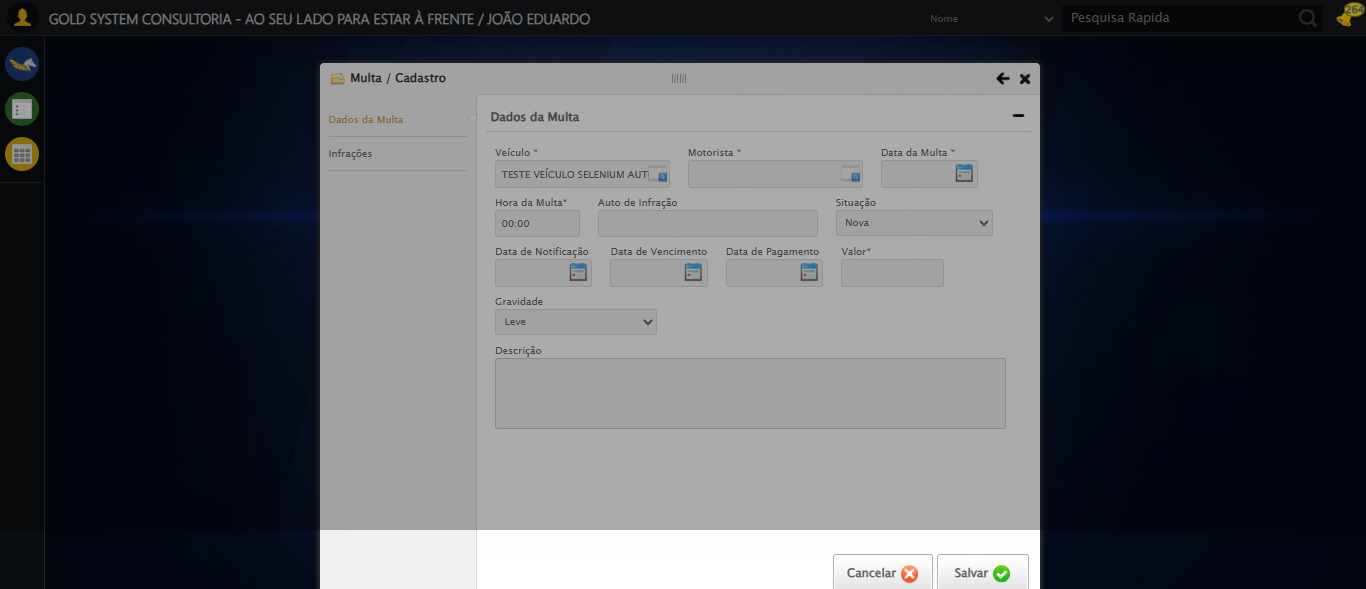 GOLD SYSTEM CONSULTORIA - AO SEU LADO PARA ESTAR À FRENTE / JOÃO EDUARDO
Nome
Pesquisa Rapida
264
Multa / Cadastro
Dados da Multa
Infrações
Dados da Multa
Veículo * Motorista * Data da Multa *
TESTE VEÍCULO SELENIUM AUT
Hora da Multa* Auto de Infração Situação
00:00 Nova
Data de Notificação Data de Vencimento Data de Pagamento Valor*
Gravidade
Leve
Descrição
Cancelar Salvar